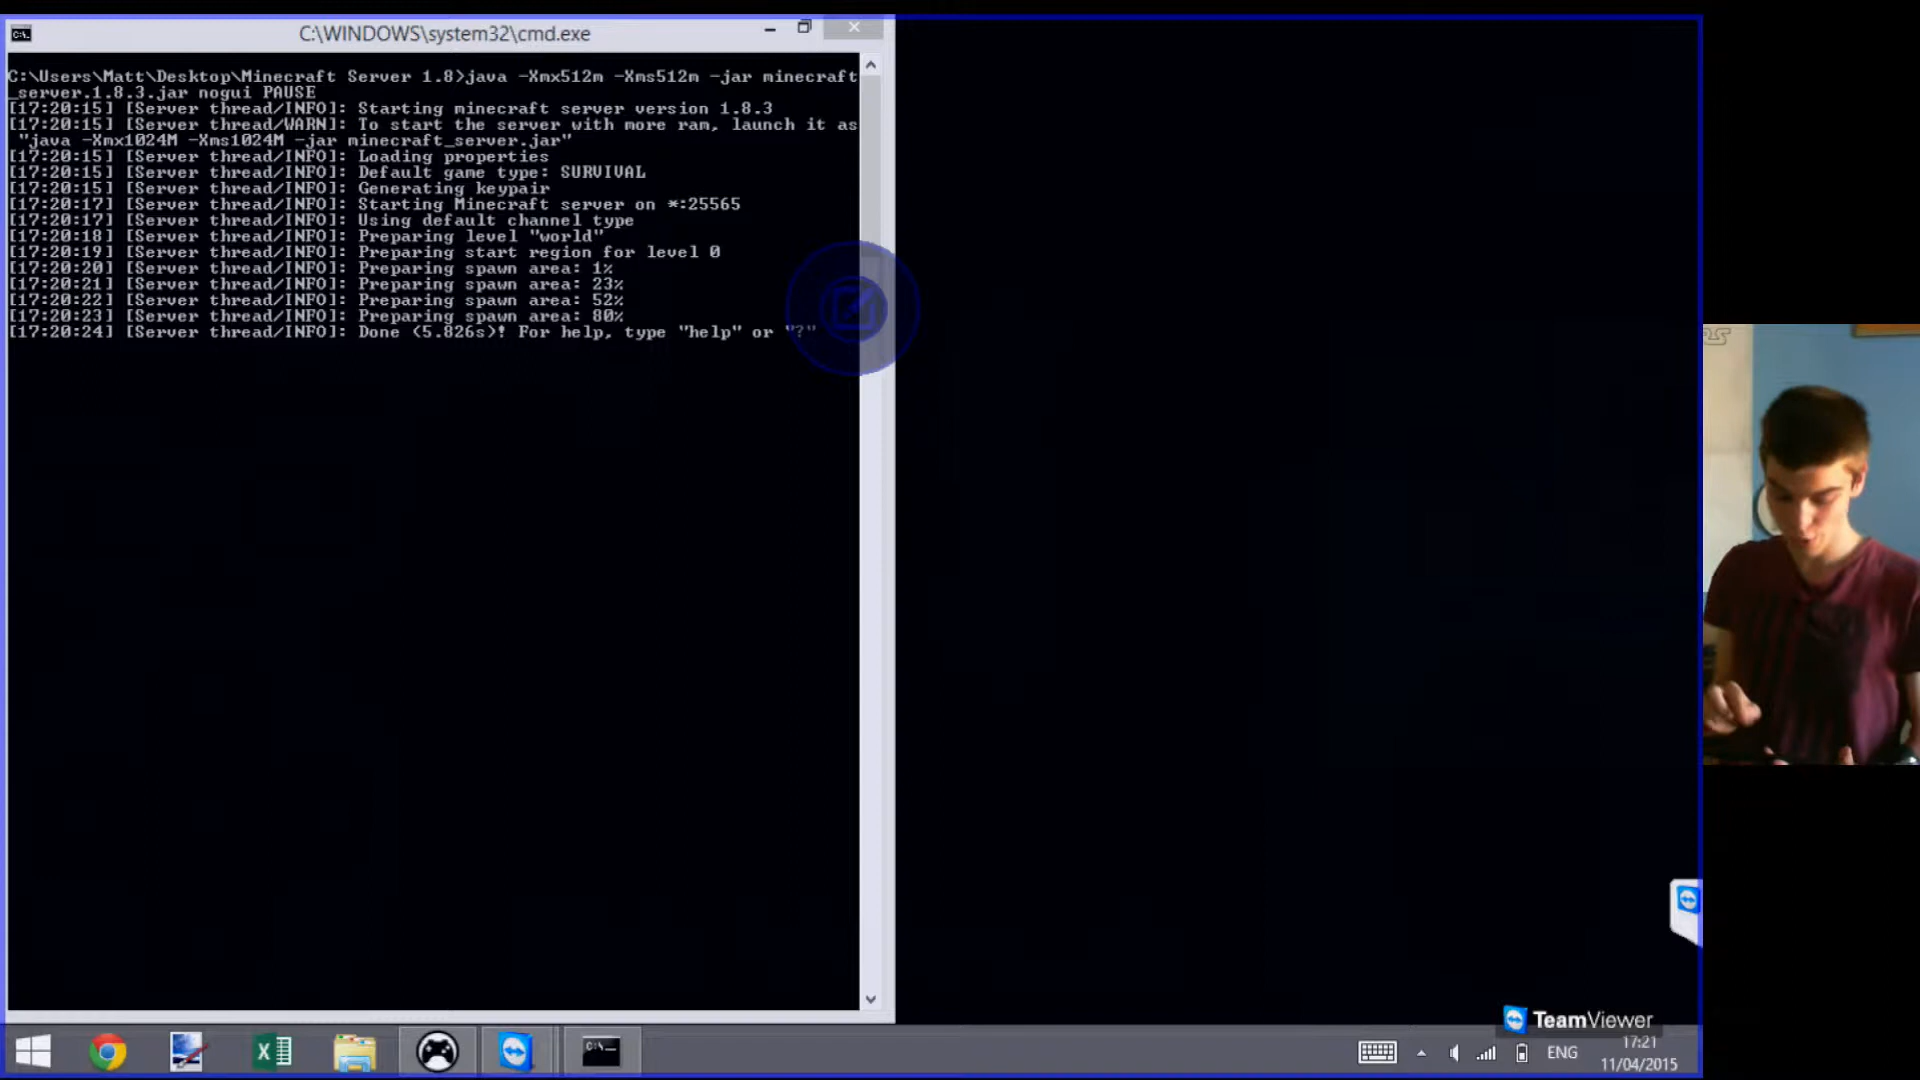 C:\WINDOWS\system32\cmd.exe
C:\Users\Matt\Desktop\Minecraft Server 1.8>java -Xmx512m -Xms512m -jar minecraft
_server.1.8.3.jar nogui PAUSE
[17:20:15] [Server thread/INFO]: Starting minecraft server version 1.8.3
[17:20:15] [Server thread/WARN]: To start the server with more ram, launch it as
"java -Xmx1024M -Xms1024M -jar minecraft_server.jar"
[17:20:15] [Server thread/INFO]: Loading properties
[17:20:15] [Server thread/INFO]: Default game type: SURVIVAL
[17:20:15] [Server thread/INFO]: Generating keypair
[17:20:17] [Server thread/INFO]: Starting Minecraft server on *:25565
[17:20:17] [Server thread/INFO]: Using default channel type
[17:20:18] [Server thread/INFO]: Preparing level "world"
[17:20:19] [Server thread/INFO]: Preparing start region for level 0
[17:20:20] [Server thread/INFO]: Preparing spawn area: 1%
[17:20:21] [Server thread/INFO]: Preparing spawn area: 23%
[17:20:22] [Server thread/INFO]: Preparing spawn area: 52%
[17:20:23] [Server thread/INFO]: Preparing spawn area: 80%
[17:20:24] [Server thread/INFO]: Done (5.826s)! For help, type "help" or "?"
TeamViewer
ENG
17:21
11/04/2015